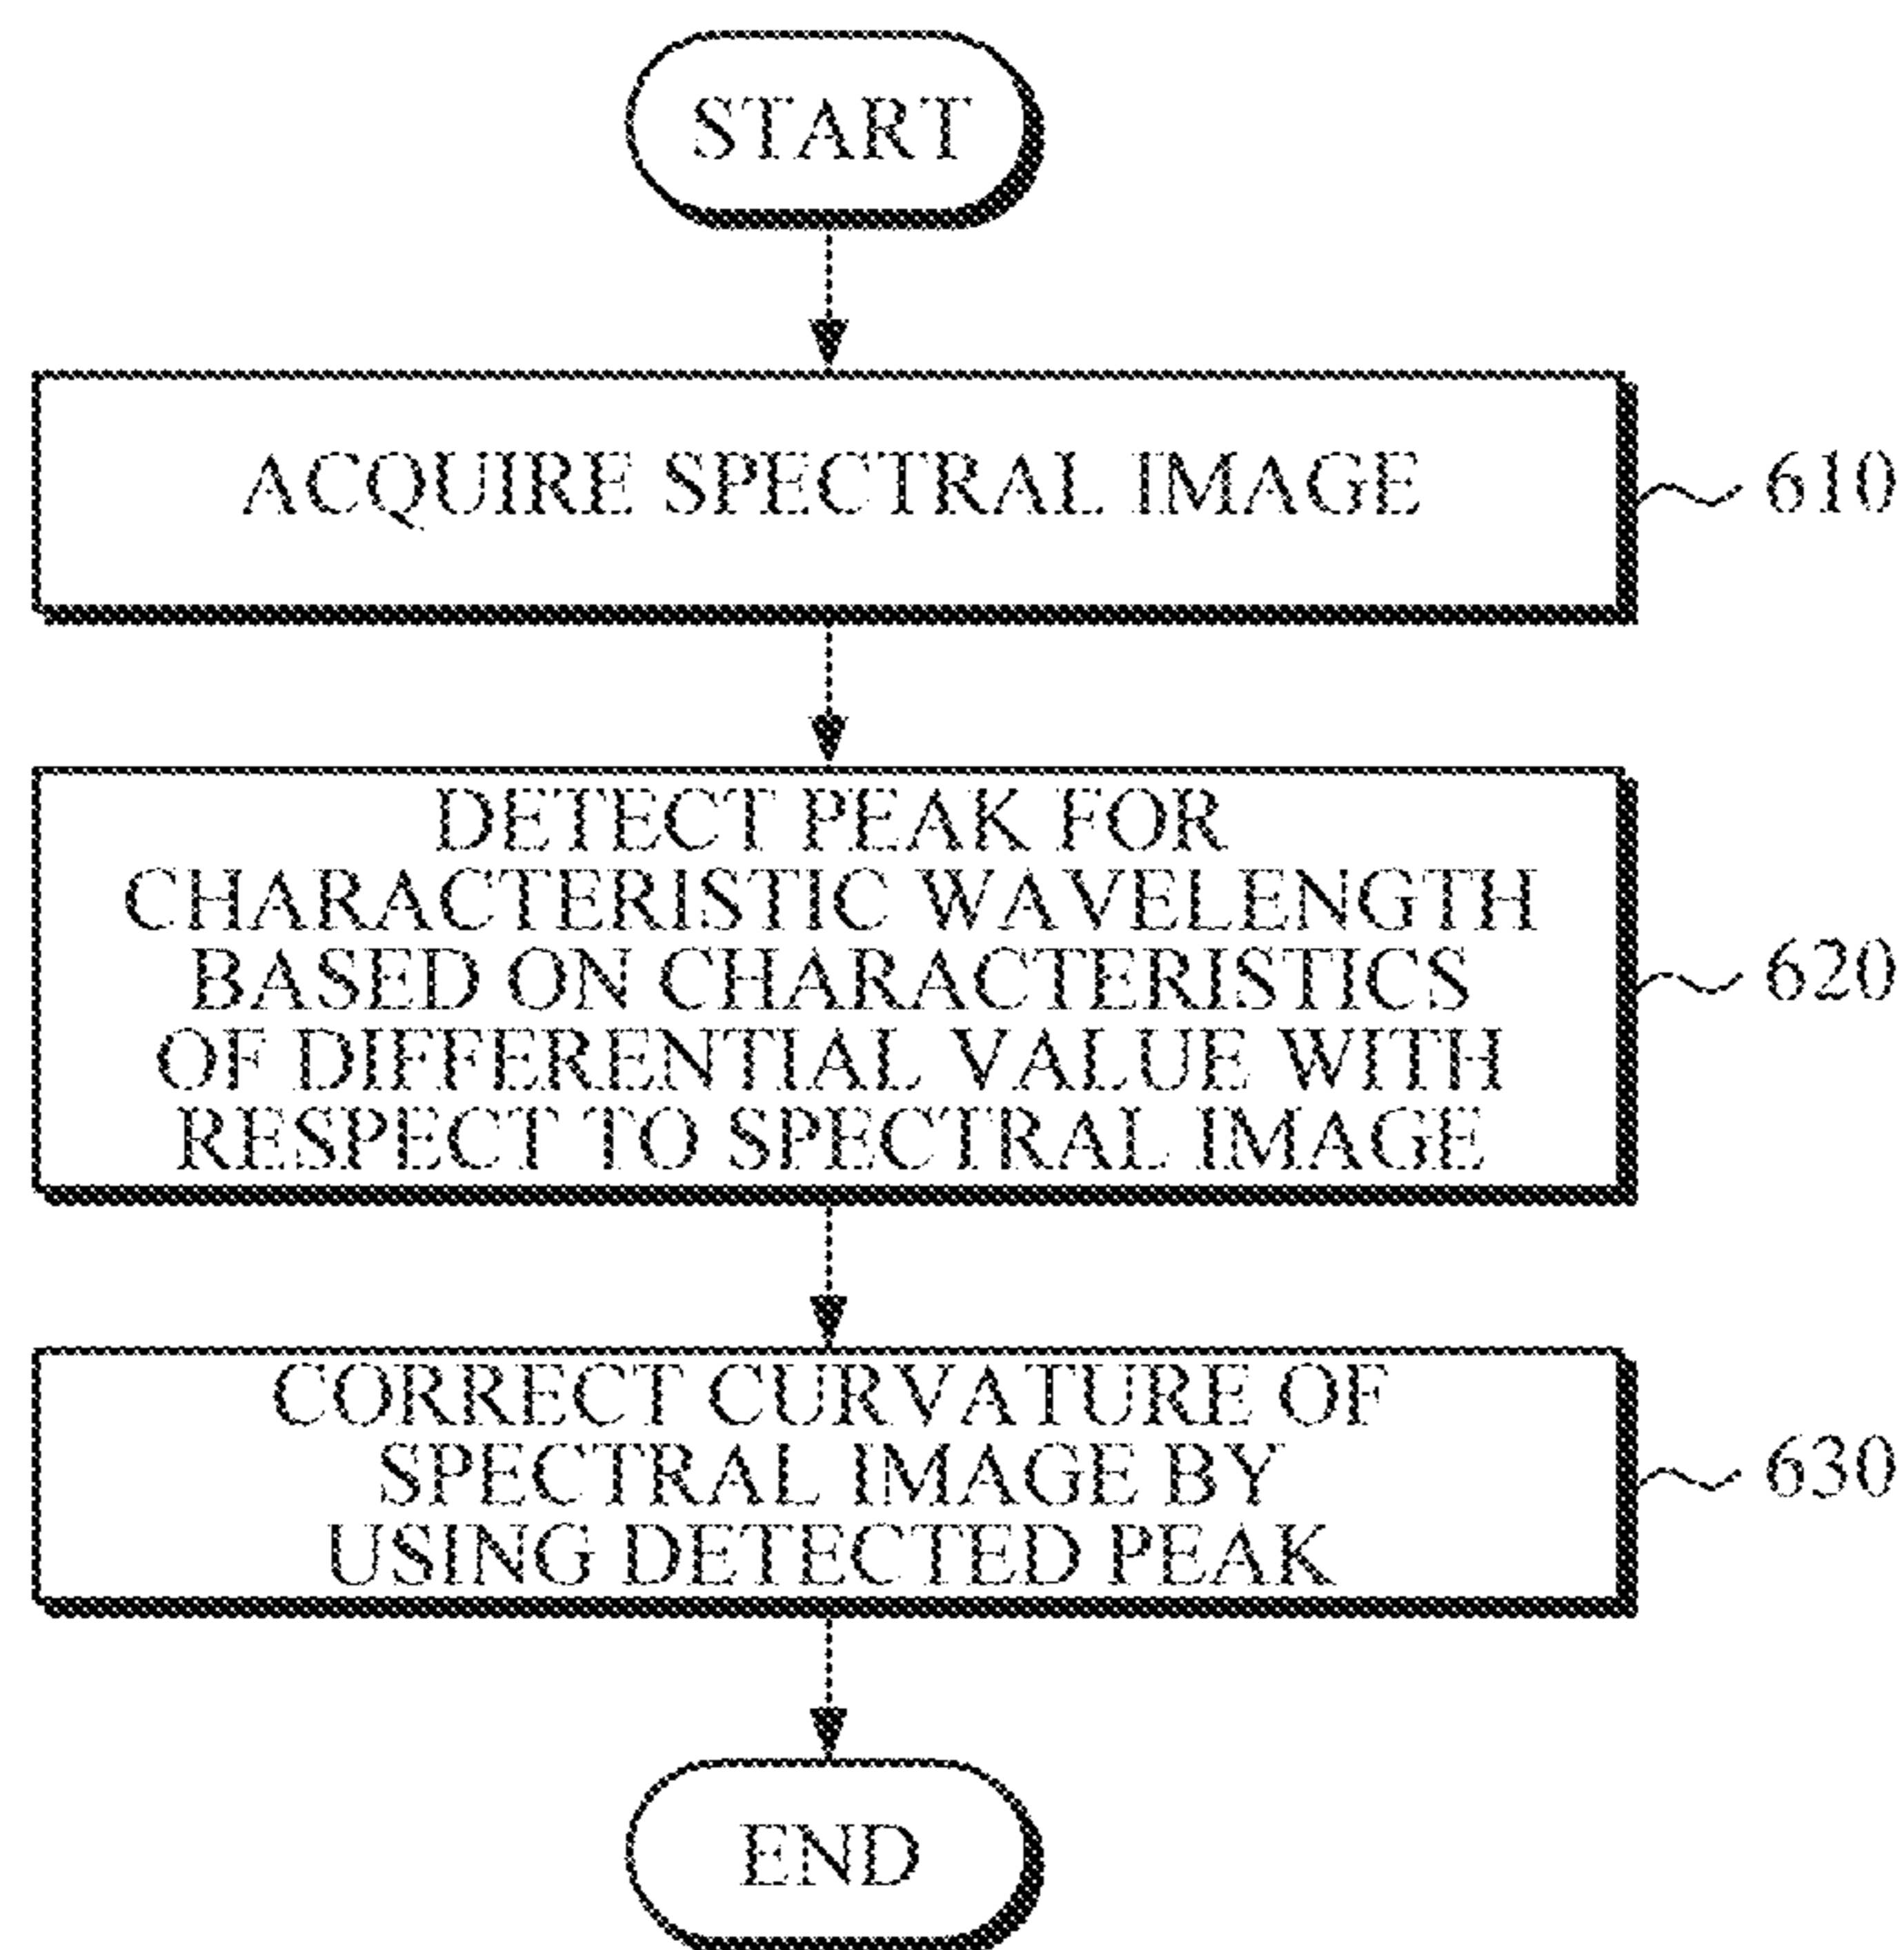 START
ACQUIRE SPECTRAL IMAGE
610
DETECT PEAK FOR
CHARACTERISTIC WAVELENGTH
BASED ON CHARACTERISTICS
OF DIFFERENTIAL VALUE WITH
RESPECT TO SPECTRAL IMAGE
620
CORRECT CURVATURE OF
SPECTRAL IMAGE BY
USING DETECTED PEAK
630
END